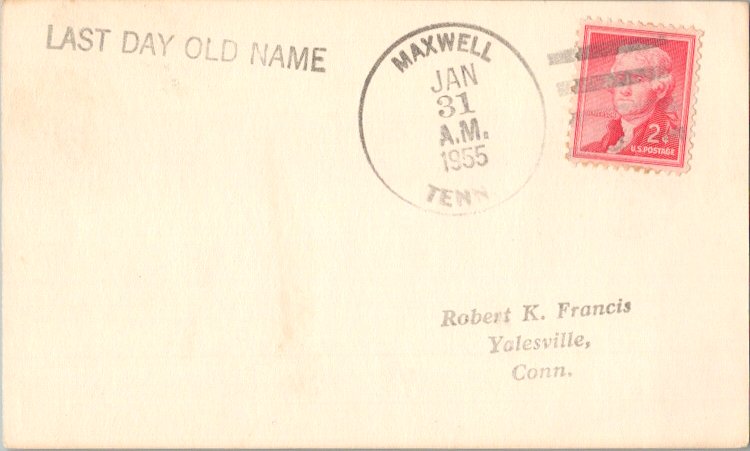 LAST DAY OLD NAME
MAXWELL
JAN
31
A.M.
1955
TENN
2¢
U.S. POSTAGE
Robert K. Francis
Yalesville,
Conn.